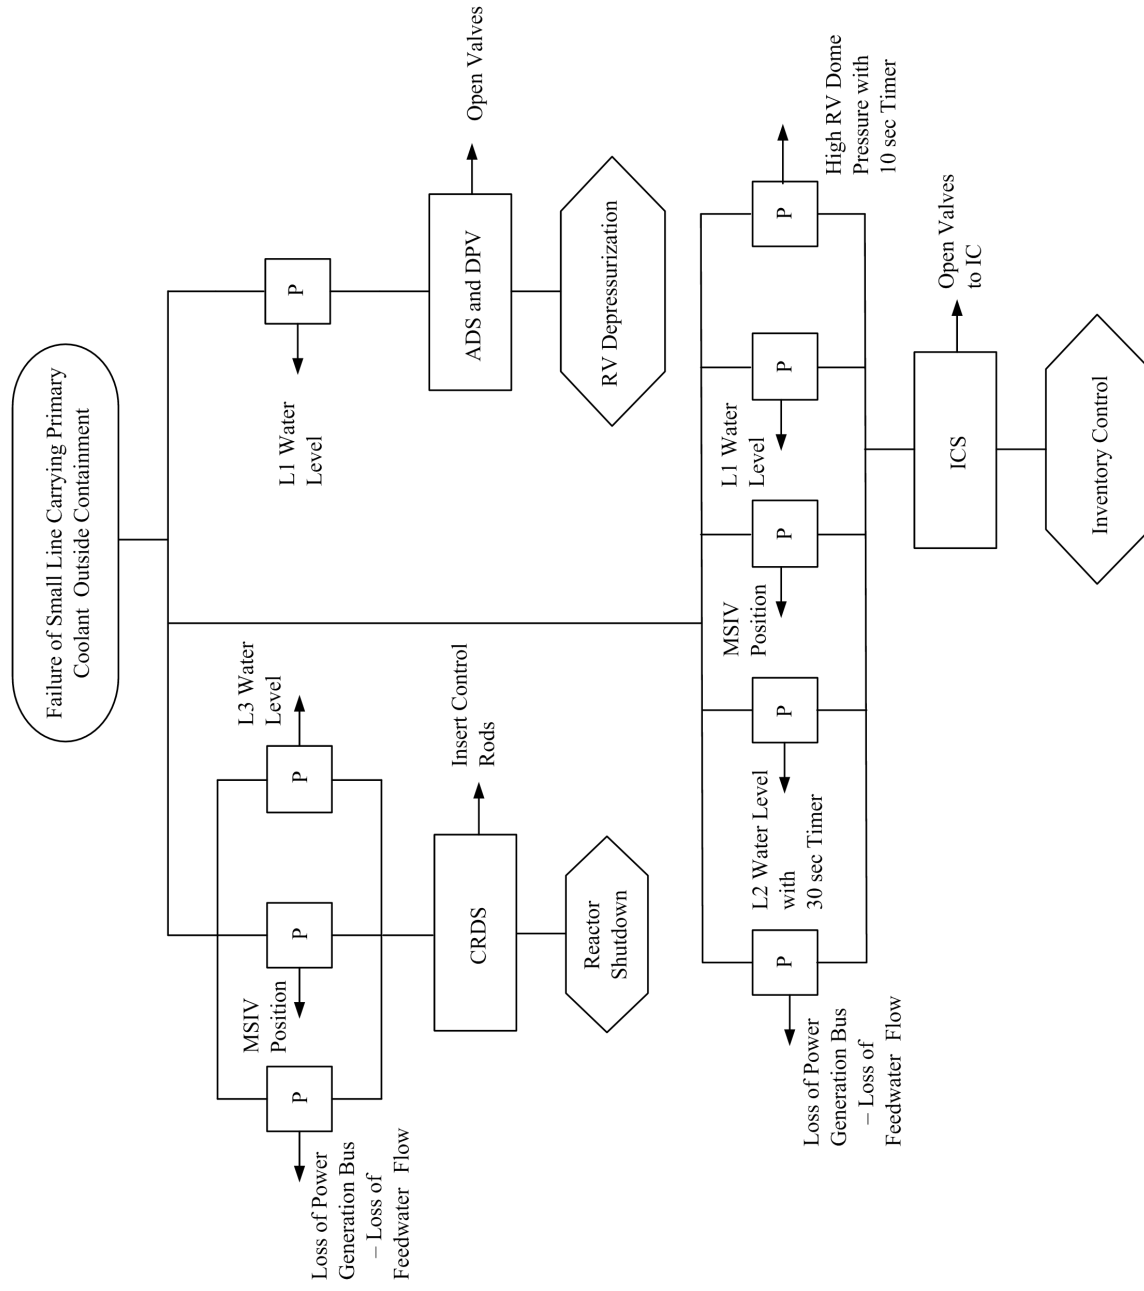 Failure of Small Line Carrying Primary
Coolant Outside Containment
Loss of Power
Generation Bus
– Loss of
Feedwater Flow
P
MSIV
Position
P
L3 Water
Level
P
CRDS
Insert Control
Rods
Reactor
Shutdown
L1 Water
Level
P
ADS and DPV
Open Valves
RV Depressurization
Loss of Power
Generation Bus
– Loss of
Feedwater Flow
P
L2 Water Level
with
30 sec Timer
P
MSIV
Position
P
L1 Water
Level
P
High RV Dome
Pressure with
10 sec Timer
P
ICS
Open Valves
to IC
Inventory Control